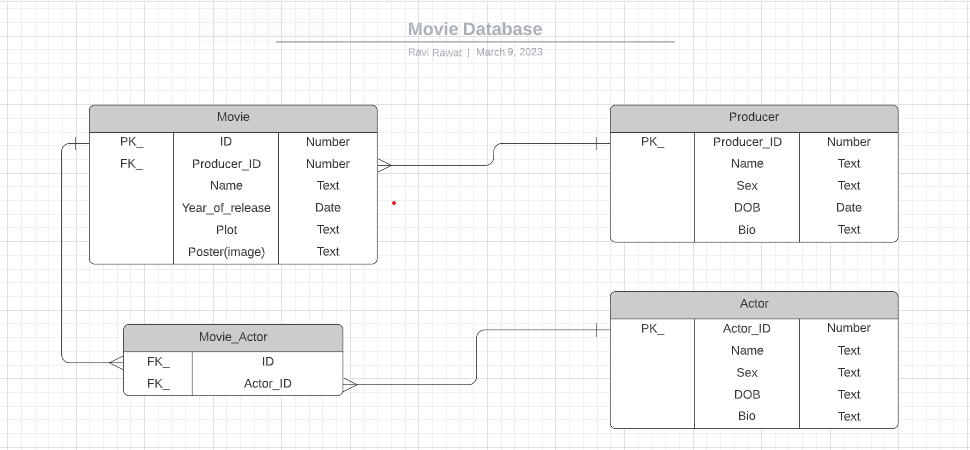 Movie Database
Ravi Rawat | March 9, 2023
Movie
PK_ ID Number
FK_ Producer_ID Number
Name Text
Year_of_release Date
Plot Text
Poster(image) Text
Producer
PK_ Producer_ID Number
Name Text
Sex Text
DOB Date
Bio Text
Movie_Actor
FK_ ID
FK_ Actor_ID
Actor
PK_ Actor_ID Number
Name Text
Sex Text
DOB Text
Bio Text